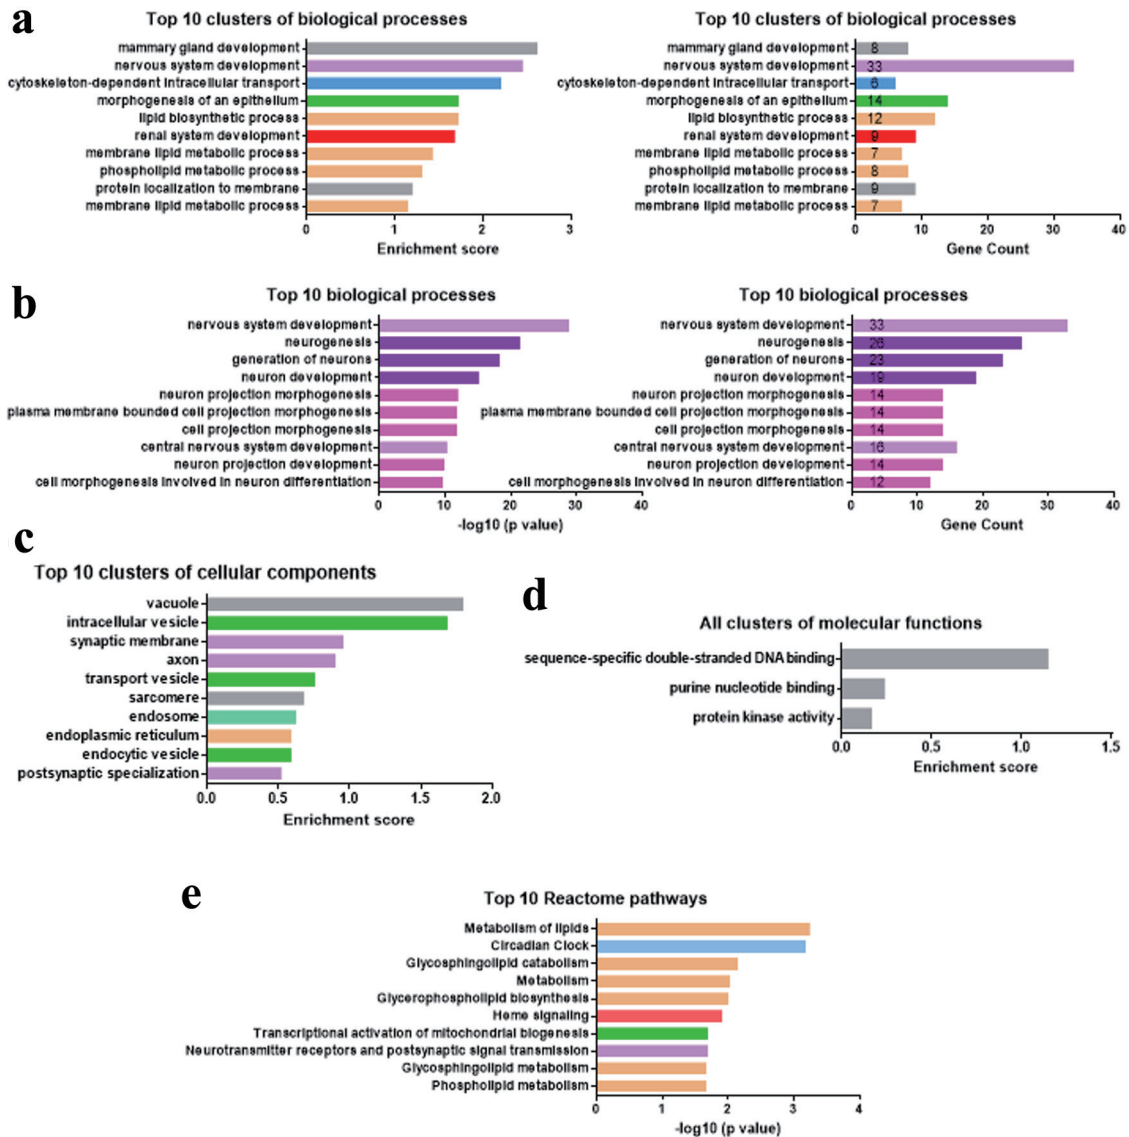 a
Top 10 clusters of biological processes
mammary gland development
nervous system development
cytoskeleton-dependent intracellular transport
morphogenesis of an epithelium
lipid biosynthetic process
renal system development
membrane lipid metabolic process
phospholipid metabolic process
protein localization to membrane
membrane lipid metabolic process
0 1 2 3
Enrichment score
Top 10 clusters of biological processes
mammary gland development 8
nervous system development 33
cytoskeleton-dependent intracellular transport 6
morphogenesis of an epithelium 14
lipid biosynthetic process 12
renal system development 9
membrane lipid metabolic process 7
phospholipid metabolic process 8
protein localization to membrane 9
membrane lipid metabolic process 7
0 10 20 30 40
Gene Count
b
Top 10 biological processes
nervous system development
neurogenesis
generation of neurons
neuron development
neuron projection morphogenesis
plasma membrane bounded cell projection morphogenesis
cell projection morphogenesis
central nervous system development
neuron projection development
cell morphogenesis involved in neuron differentiation
0 10 20 30 40
-log10 (p value)
Top 10 biological processes
nervous system development 33
neurogenesis 26
generation of neurons 23
neuron development 19
neuron projection morphogenesis 14
plasma membrane bounded cell projection morphogenesis 14
cell projection morphogenesis 14
central nervous system development 16
neuron projection development 14
cell morphogenesis involved in neuron differentiation 12
0 10 20 30 40
Gene Count
c
Top 10 clusters of cellular components
vacuole
intracellular vesicle
synaptic membrane
axon
transport vesicle
sarcomere
endosome
endoplasmic reticulum
endocytic vesicle
postsynaptic specialization
0.0 0.5 1.0 1.5 2.0
Enrichment score
d
All clusters of molecular functions
sequence-specific double-stranded DNA binding
purine nucleotide binding
protein kinase activity
0.0 0.5 1.0 1.5
Enrichment score
e
Top 10 Reactome pathways
Metabolism of lipids
Circadian Clock
Glycosphingolipid catabolism
Metabolism
Glycerophospholipid biosynthesis
Heme signaling
Transcriptional activation of mitochondrial biogenesis
Neurotransmitter receptors and postsynaptic signal transmission
Glycosphingolipid metabolism
Phospholipid metabolism
0 1 2 3 4
-log10 (p value)